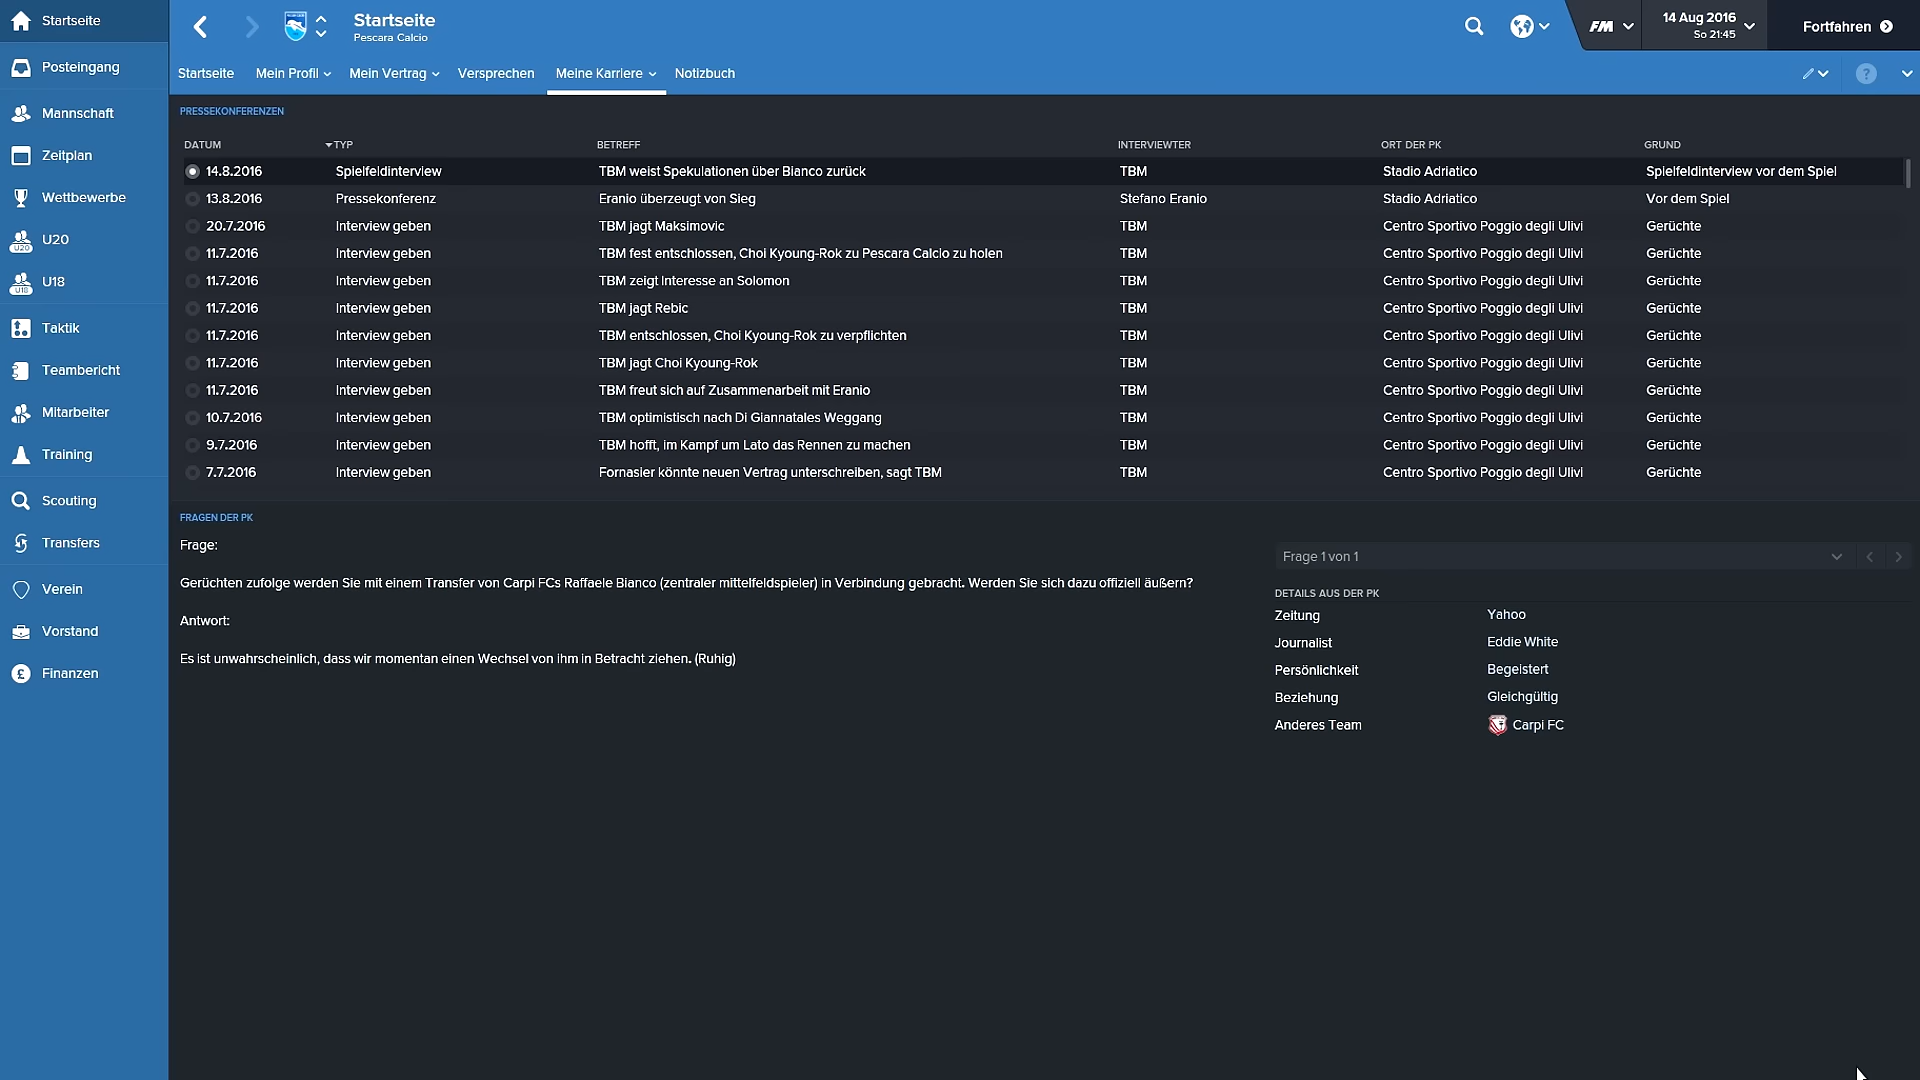 Startseite
Posteingang
Mannschaft
Zeitplan
Wettbewerbe
U20
U20
U18
U18
Taktik
Teambericht
Mitarbeiter
Training
Scouting
Transfers
Verein
Vorstand
Finanzen
Startseite
Pescara Calcio
FM
14 Aug 2016
So 21:45
Fortfahren
Startseite Mein Profil Mein Vertrag Versprechen Meine Karriere Notizbuch
?
PRESSEKONFERENZEN
DATUM TYP BETREFF INTERVIEWTER ORT DER PK GRUND
14.8.2016 Spielfeldinterview TBM weist Spekulationen über Bianco zurück TBM Stadio Adriatico Spielfeldinterview vor dem Spiel
13.8.2016 Pressekonferenz Eranio überzeugt von Sieg Stefano Eranio Stadio Adriatico Vor dem Spiel
20.7.2016 Interview geben TBM jagt Maksimovic TBM Centro Sportivo Poggio degli Ulivi Gerüchte
11.7.2016 Interview geben TBM fest entschlossen, Choi Kyoung-Rok zu Pescara Calcio zu holen TBM Centro Sportivo Poggio degli Ulivi Gerüchte
11.7.2016 Interview geben TBM zeigt Interesse an Solomon TBM Centro Sportivo Poggio degli Ulivi Gerüchte
11.7.2016 Interview geben TBM jagt Rebic TBM Centro Sportivo Poggio degli Ulivi Gerüchte
11.7.2016 Interview geben TBM entschlossen, Choi Kyoung-Rok zu verpflichten TBM Centro Sportivo Poggio degli Ulivi Gerüchte
11.7.2016 Interview geben TBM jagt Choi Kyoung-Rok TBM Centro Sportivo Poggio degli Ulivi Gerüchte
11.7.2016 Interview geben TBM freut sich auf Zusammenarbeit mit Eranio TBM Centro Sportivo Poggio degli Ulivi Gerüchte
10.7.2016 Interview geben TBM optimistisch nach Di Giannatales Weggang TBM Centro Sportivo Poggio degli Ulivi Gerüchte
9.7.2016 Interview geben TBM hofft, im Kampf um Lato das Rennen zu machen TBM Centro Sportivo Poggio degli Ulivi Gerüchte
7.7.2016 Interview geben Fornasier könnte neuen Vertrag unterschreiben, sagt TBM TBM Centro Sportivo Poggio degli Ulivi Gerüchte
FRAGEN DER PK
Frage:
Gerüchten zufolge werden Sie mit einem Transfer von Carpi FCs Raffaele Bianco (zentraler mittelfeldspieler) in Verbindung gebracht. Werden Sie sich dazu offiziell äußern?
Antwort:
Es ist unwahrscheinlich, dass wir momentan einen Wechsel von ihm in Betracht ziehen. (Ruhig)
Frage 1 von 1
DETAILS AUS DER PK
Zeitung Yahoo
Journalist Eddie White
Persönlichkeit Begeistert
Beziehung Gleichgültig
Anderes Team Carpi FC